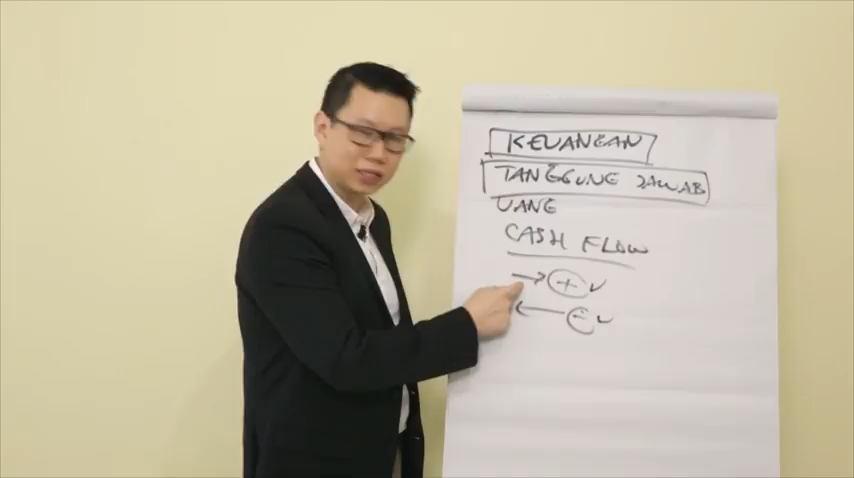 KEUANGAN
TANGGUNG JAWAB
UANG
CASH FLOW
→ + ✓
← - ✓